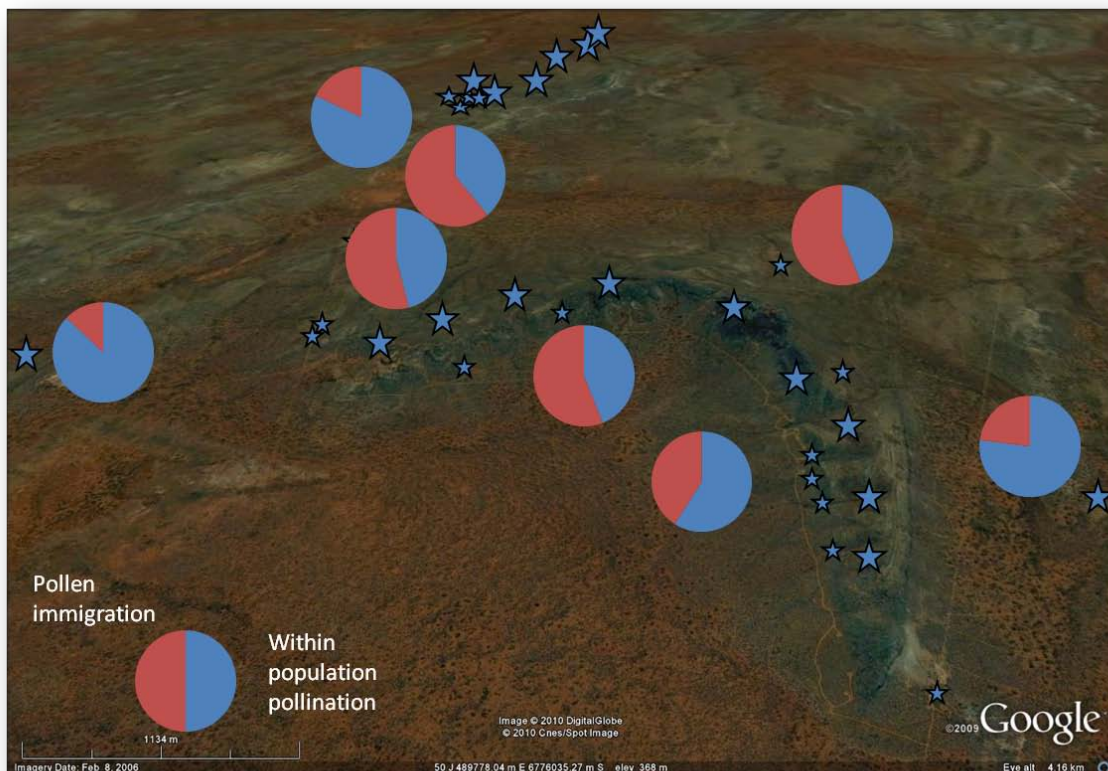 Pollen
immigration
Within
population
pollination
1134 m
Image © 2010 DigitalGlobe
© 2010 Cnes/Spot Image
©2009 Google
Imagery Date: Feb 8, 2006
50 J 489778.04 m E 6776035.27 m S elev 368 m
Eye alt 4.16 km